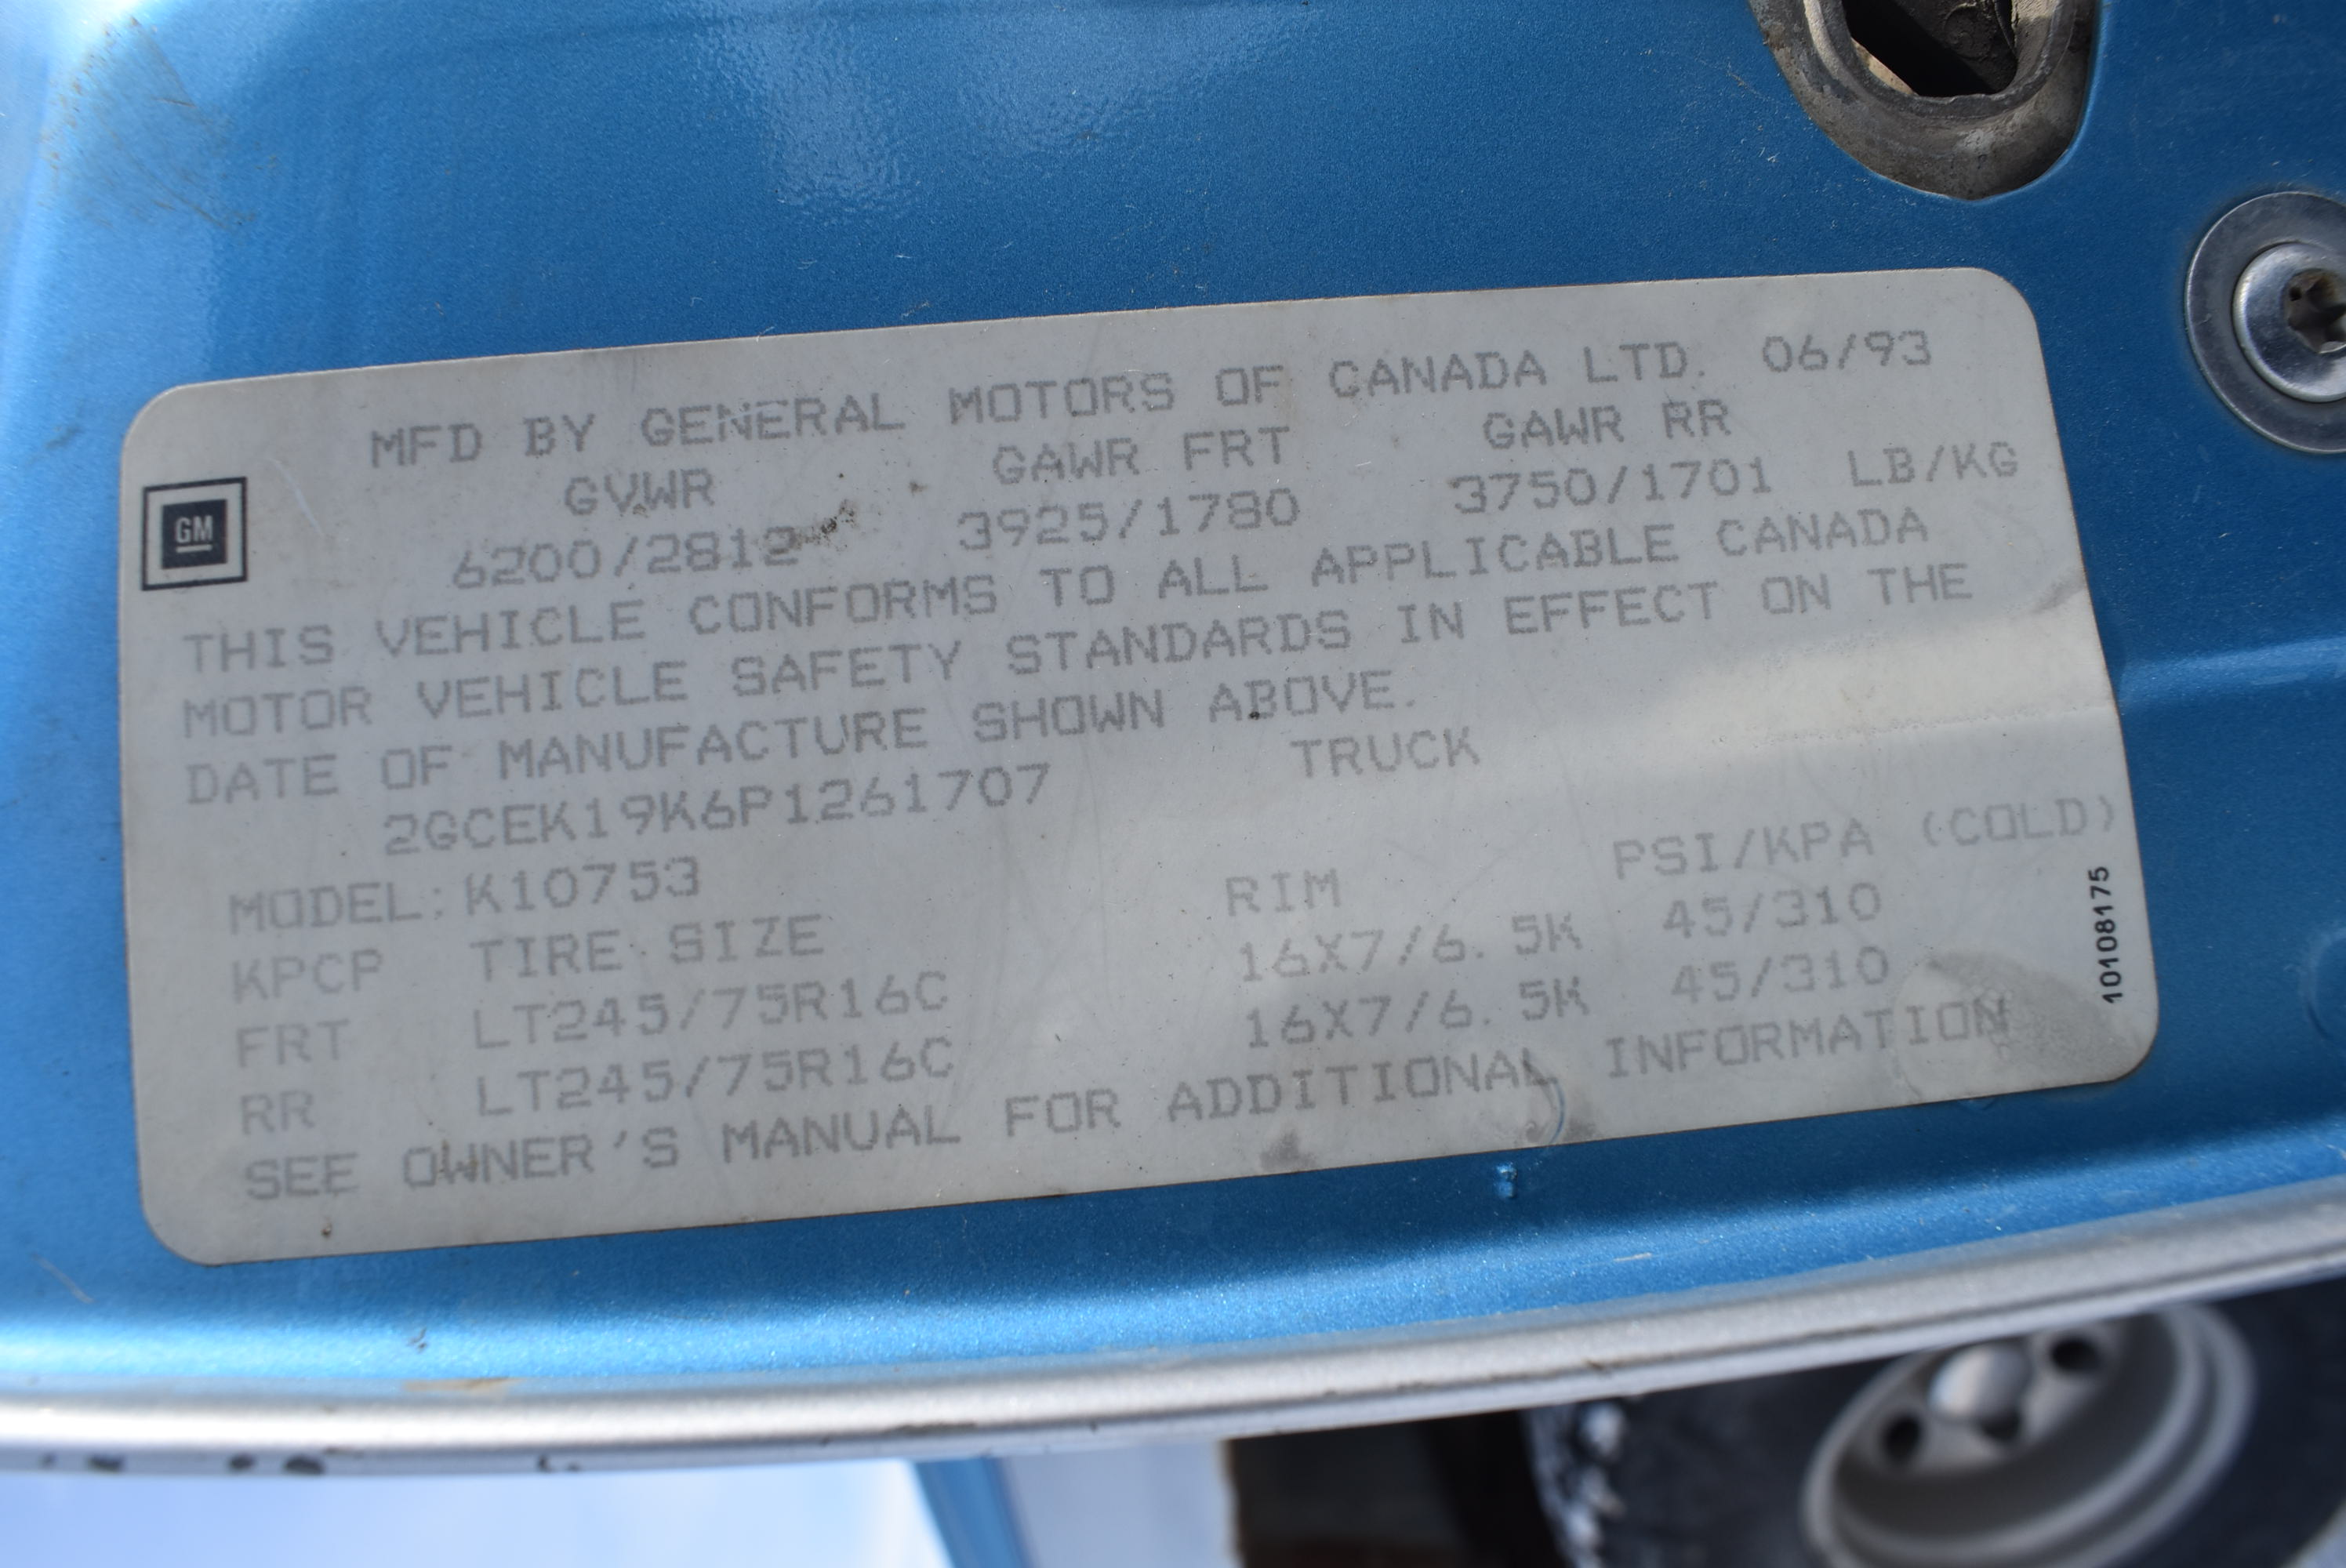 MFD BY GENERAL MOTORS OF CANADA LTD. 06/93
GVWR GAWR FRT GAWR RR
6200/2812 3925/1780 3750/1701 LB/KG
GM
THIS VEHICLE CONFORMS TO ALL APPLICABLE CANADA
MOTOR VEHICLE SAFETY STANDARDS IN EFFECT ON THE
DATE OF MANUFACTURE SHOWN ABOVE.
2GCEK19K6P1261707 TRUCK
MODEL:K10753
KPCP TIRE SIZE RIM PSI/KPA (COLD)
FRT LT245/75R16C 16X7/6.5K 45/310
RR LT245/75R16C 16X7/6.5K 45/310
SEE OWNER'S MANUAL FOR ADDITIONAL INFORMATION
10108175